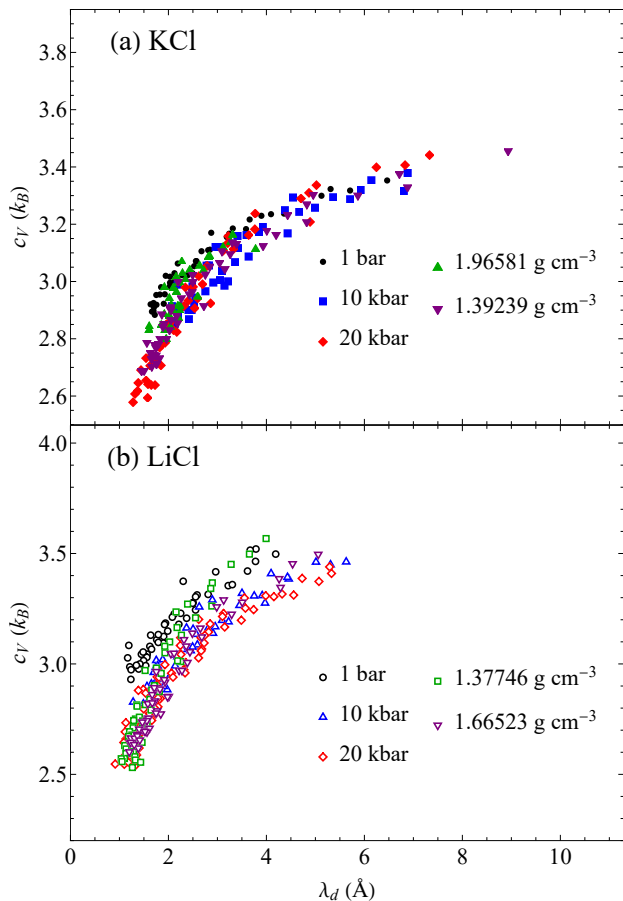 (a) KCl
3.8
3.6
3.4
3.2
3.0
2.8
2.6
c_V (k_B)
1 bar
10 kbar
20 kbar
1.96581 g cm⁻³
1.39239 g cm⁻³
(b) LiCl
4.0
3.5
3.0
2.5
c_V (k_B)
1 bar
10 kbar
20 kbar
1.37746 g cm⁻³
1.66523 g cm⁻³
0 2 4 6 8 10
λ_d (Å)